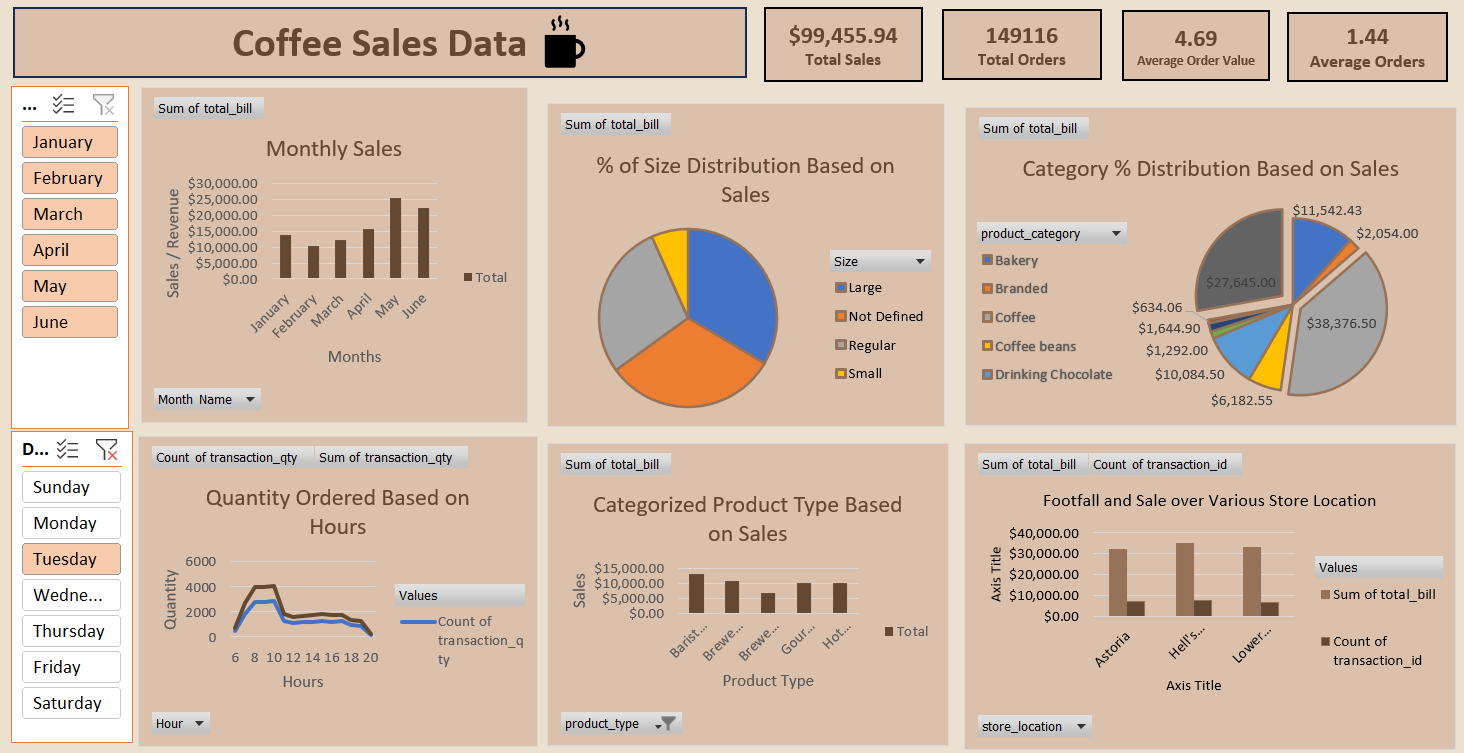 Coffee Sales Data
$99,455.94
Total Sales
149116
Total Orders
4.69
Average Order Value
1.44
Average Orders
...
January
February
March
April
May
June
Sum of total_bill
Monthly Sales
Sales / Revenue
$30,000.00
$25,000.00
$20,000.00
$15,000.00
$10,000.00
$5,000.00
$0.00
January
February
March
April
May
June
Months
Total
Month Name
Sum of total_bill
% of Size Distribution Based on
Sales
Size
Large
Not Defined
Regular
Small
Sum of total_bill
Category % Distribution Based on Sales
product_category
Bakery
Branded
Coffee
Coffee beans
Drinking Chocolate
$11,542.43
$2,054.00
$38,376.50
$6,182.55
$10,084.50
$1,292.00
$1,644.90
$634.06
$27,645.00
D...
Sunday
Monday
Tuesday
Wedne...
Thursday
Friday
Saturday
Count of transaction_qty
Sum of transaction_qty
Quantity Ordered Based on
Hours
Quantity
6000
4000
2000
0
6 8 10 12 14 16 18 20
Hours
Values
Count of
transaction_q
ty
Hour
Sum of total_bill
Categorized Product Type Based
on Sales
Sales
$15,000.00
$10,000.00
$5,000.00
$0.00
Barist...
Brewe...
Brewe...
Gour...
Hot...
Product Type
Total
product_type
Sum of total_bill
Count of transaction_id
Footfall and Sale over Various Store Location
Axis Title
$40,000.00
$30,000.00
$20,000.00
$10,000.00
$0.00
Astoria
Hell's...
Lower...
Axis Title
Values
Sum of total_bill
Count of
transaction_id
store_location